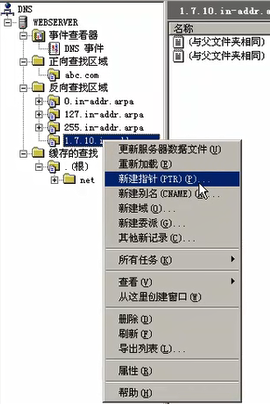 DNS
1.7.10.in-addr.arpa
WEBSERVER
名称
事件查看器
(与父文件夹相同)
DNS 事件
(与父文件夹相同)
正向查找区域
abc.com
反向查找区域
0.in-addr.arpa
127.in-addr.arpa
255.in-addr.arpa
1.7.10.in-
缓存的查找
.(根)
net
更新服务器数据文件(U)
重新加载(E)
新建指针(PTR)(P)...
新建别名(CNAME)
新建域(O)...
新建委派(G)...
其他新记录(C)...
所有任务(K)
查看(V)
从这里创建窗口(W)
删除(D)
刷新(F)
导出列表(L)...
属性(R)
帮助(H)